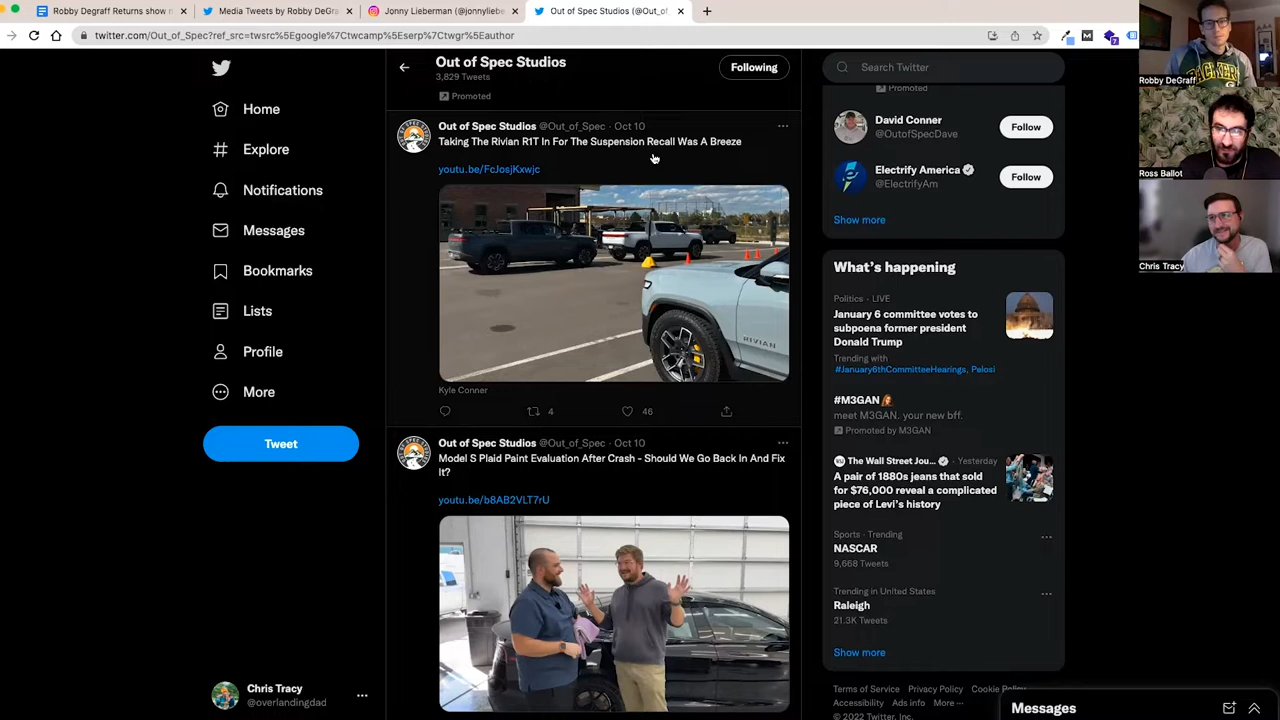 Robby Degraff Returns show n
Media Tweets by Robby DeGra
Jonny Lieberman (@jonnyliebe
Out of Spec Studios (@Out_of_
twitter.com/Out_of_Spec?ref_src=twsrc%5Egoogle%7Ctwcamp%5Eserp%7Ctwgr%5Eauthor
7
Home
Explore
Notifications
Messages
Bookmarks
Lists
Profile
More
Tweet
Chris Tracy
@overlandingdad
Out of Spec Studios
3,829 Tweets
Following
Promoted
Out of Spec Studios @Out_of_Spec · Oct 10
Taking The Rivian R1T In For The Suspension Recall Was A Breeze
youtu.be/FcJosjKxwjc
RIVIAN
Kyle Conner
4
46
Out of Spec Studios @Out_of_Spec · Oct 10
Model S Plaid Paint Evaluation After Crash - Should We Go Back In And Fix
It?
youtu.be/b8AB2VLT7rU
Search Twitter
Promoted
David Conner
@OutofSpecDave
Follow
Electrify America
@ElectrifyAm
Follow
Show more
What's happening
Politics · LIVE
January 6 committee votes to
subpoena former president
Donald Trump
Trending with
#January6thCommitteeHearings, Pelosi
#M3GAN
meet M3GAN. your new bff.
Promoted by M3GAN
The Wall Street Jou... · Yesterday
A pair of 1880s jeans that sold
for $76,000 reveal a complicated
piece of Levi's history
Sports · Trending
NASCAR
9,668 Tweets
Trending in United States
Raleigh
21.3K Tweets
Show more
Terms of Service Privacy Policy Cookie Policy
Accessibility Ads info More ···
© 2022 Twitter, Inc.
Messages
PACKERS
Robby DeGraff
Ross Ballot
Chris Tracy